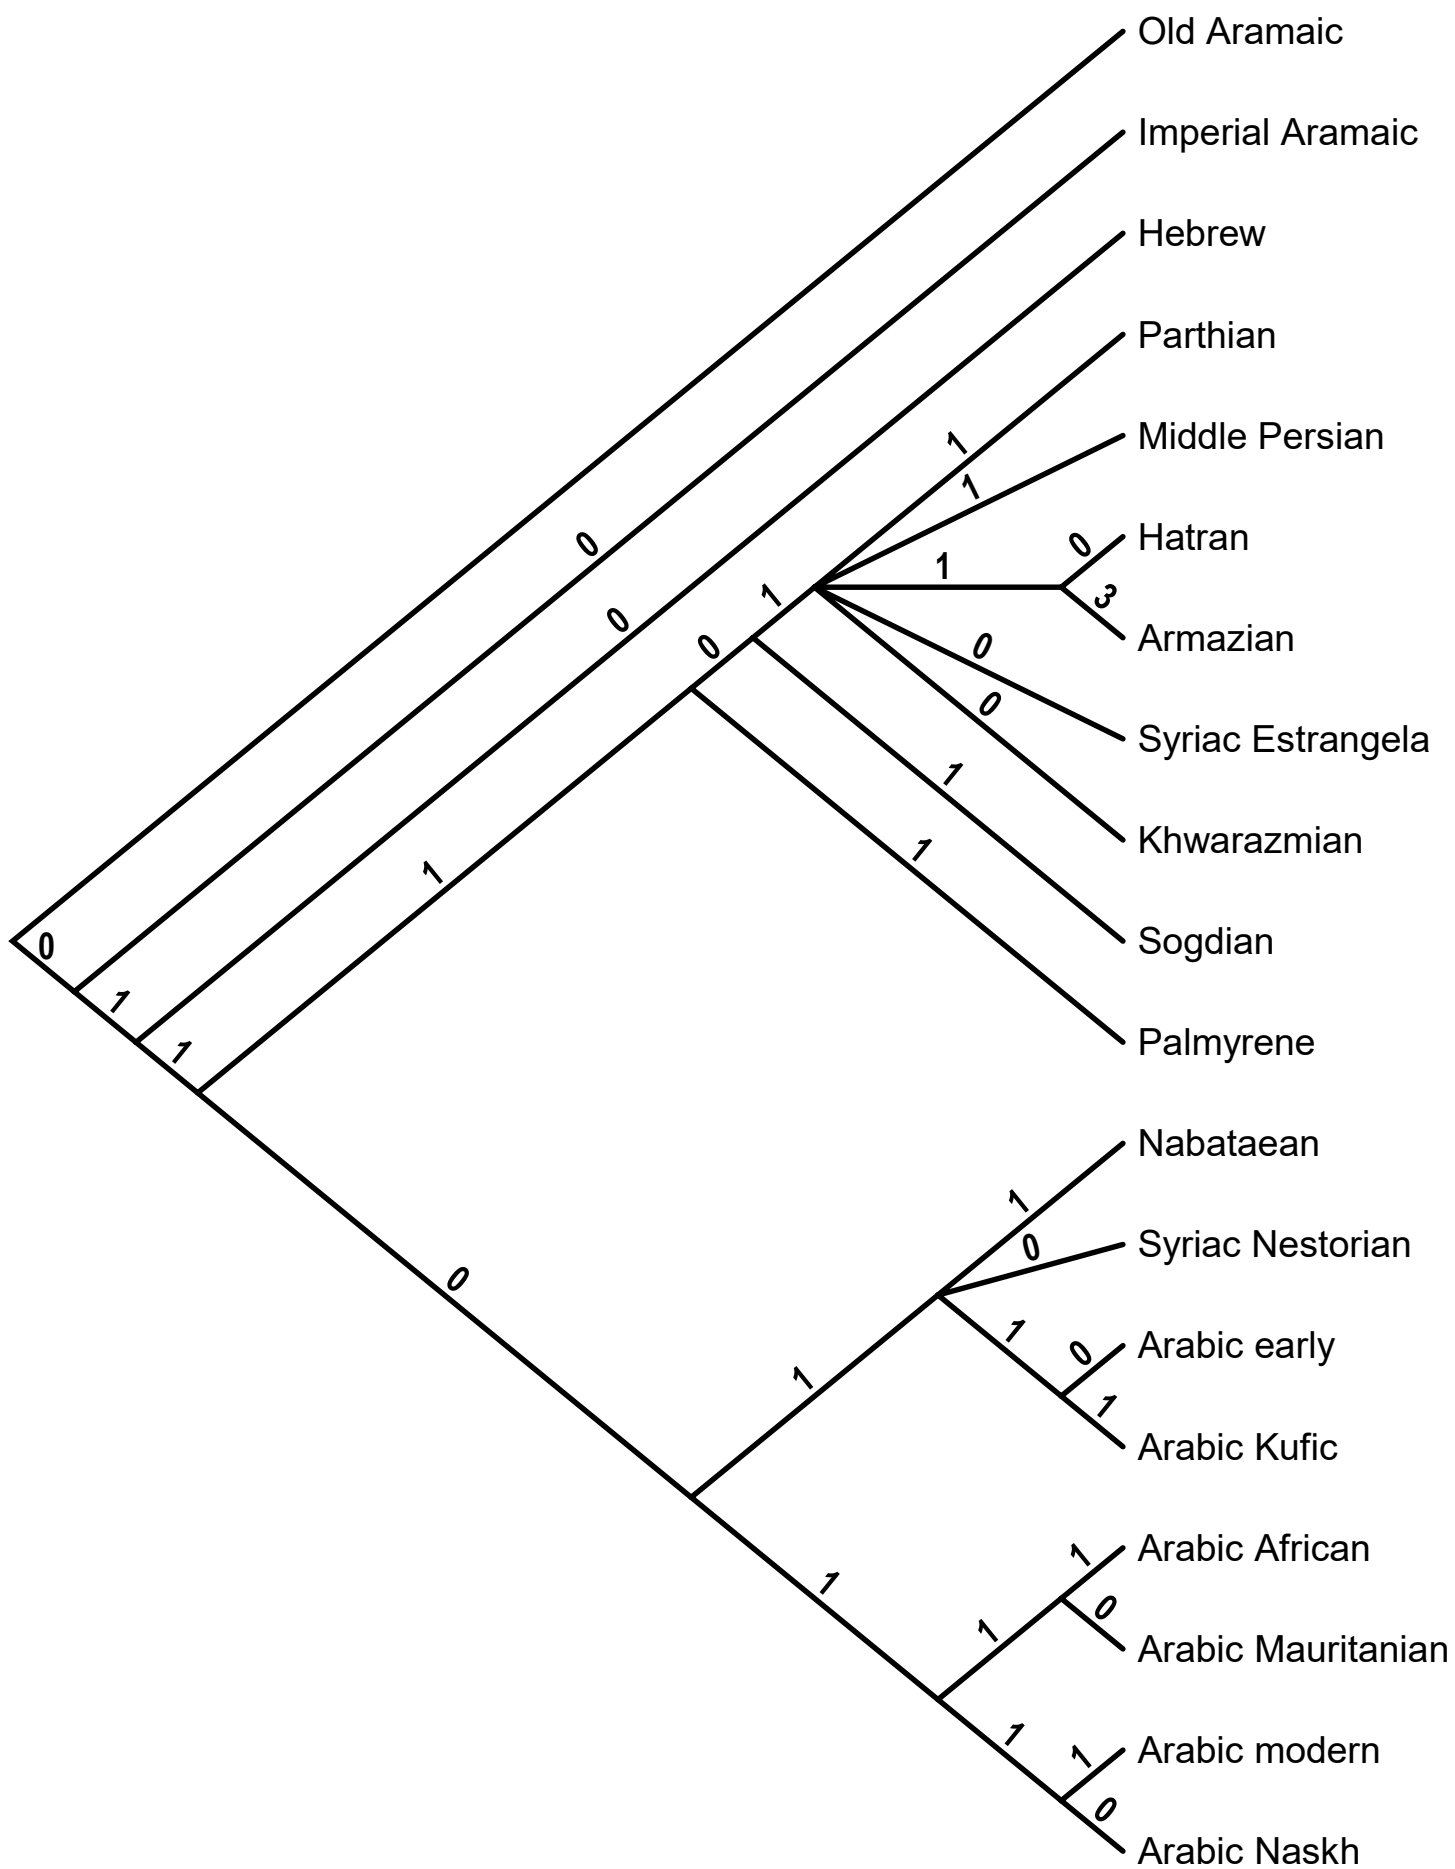 Old Aramaic
Imperial Aramaic
Hebrew
Parthian
1
Middle Persian
1
Hatran
0
0
1
3
1
Armazian
0
0
0
Syriac Estrangela
0
1
Khwarazmian
1
1
Sogdian
0
1
Palmyrene
1
Nabataean
1
0
Syriac Nestorian
0
1
0
Arabic early
1
1
Arabic Kufic
1
Arabic African
1
0
1
Arabic Mauritanian
1
1
Arabic modern
0
Arabic Naskh